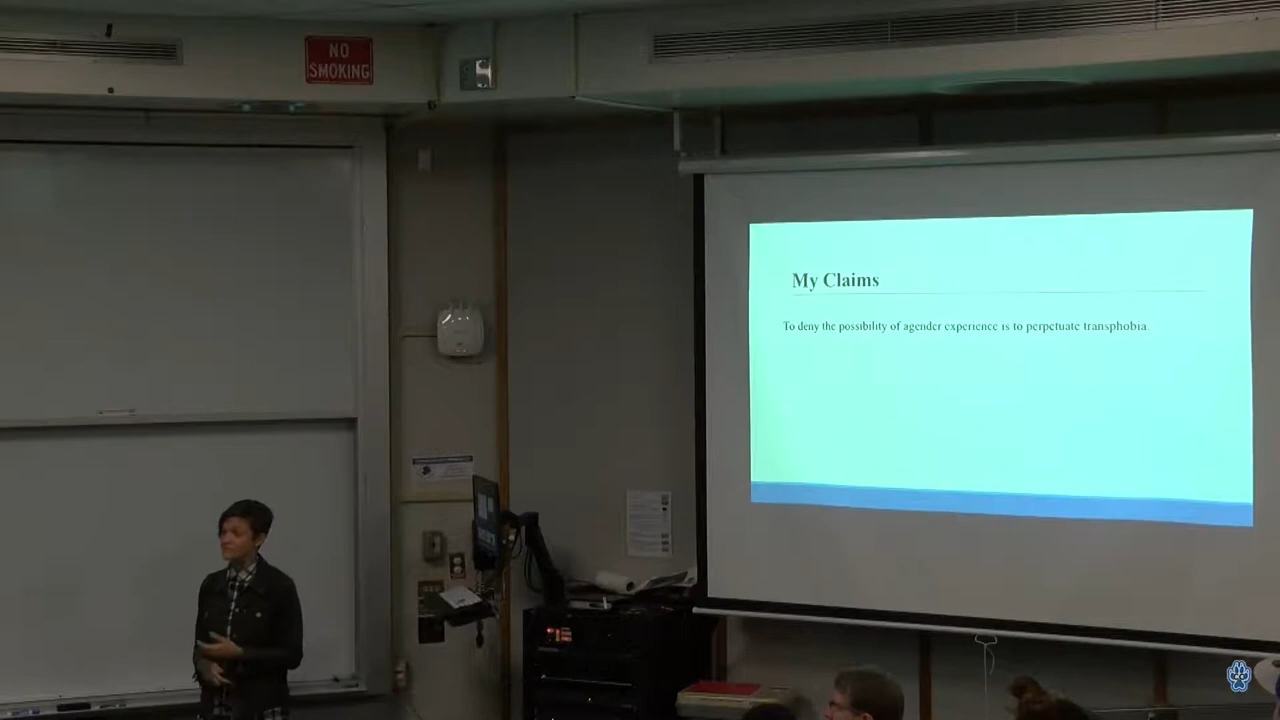 NO
SMOKING
My Claims
To deny the possibility of agender experience is to perpetuate transphobia.